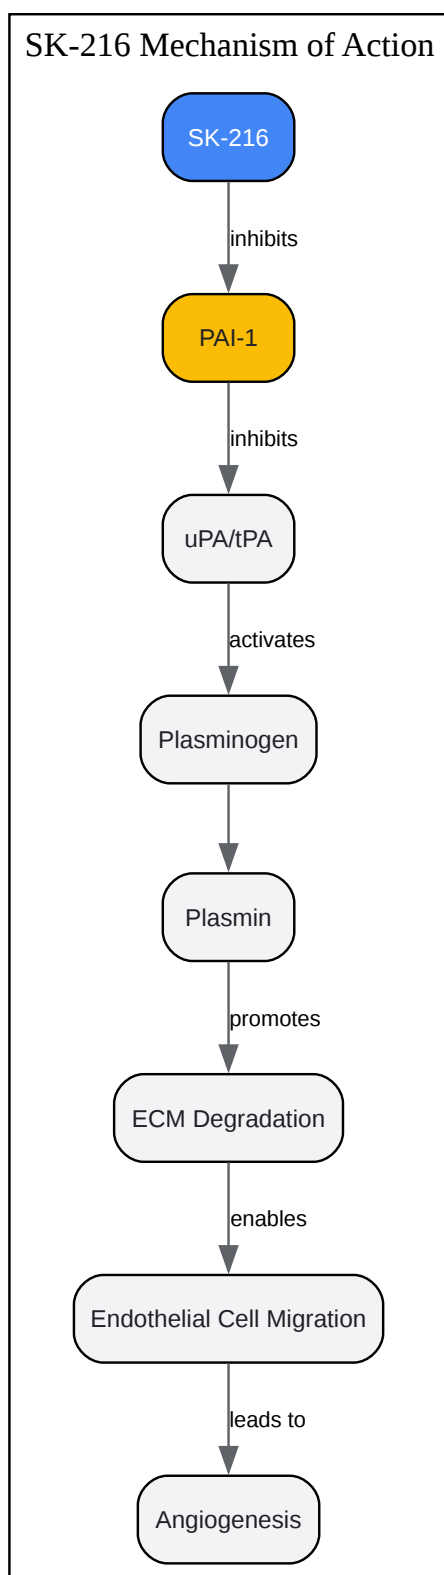 SK-216 Mechanism of Action
SK-216
inhibits
PAI-1
inhibits
uPA/tPA
activates
Plasminogen
Plasmin
promotes
ECM Degradation
enables
Endothelial Cell Migration
leads to
Angiogenesis